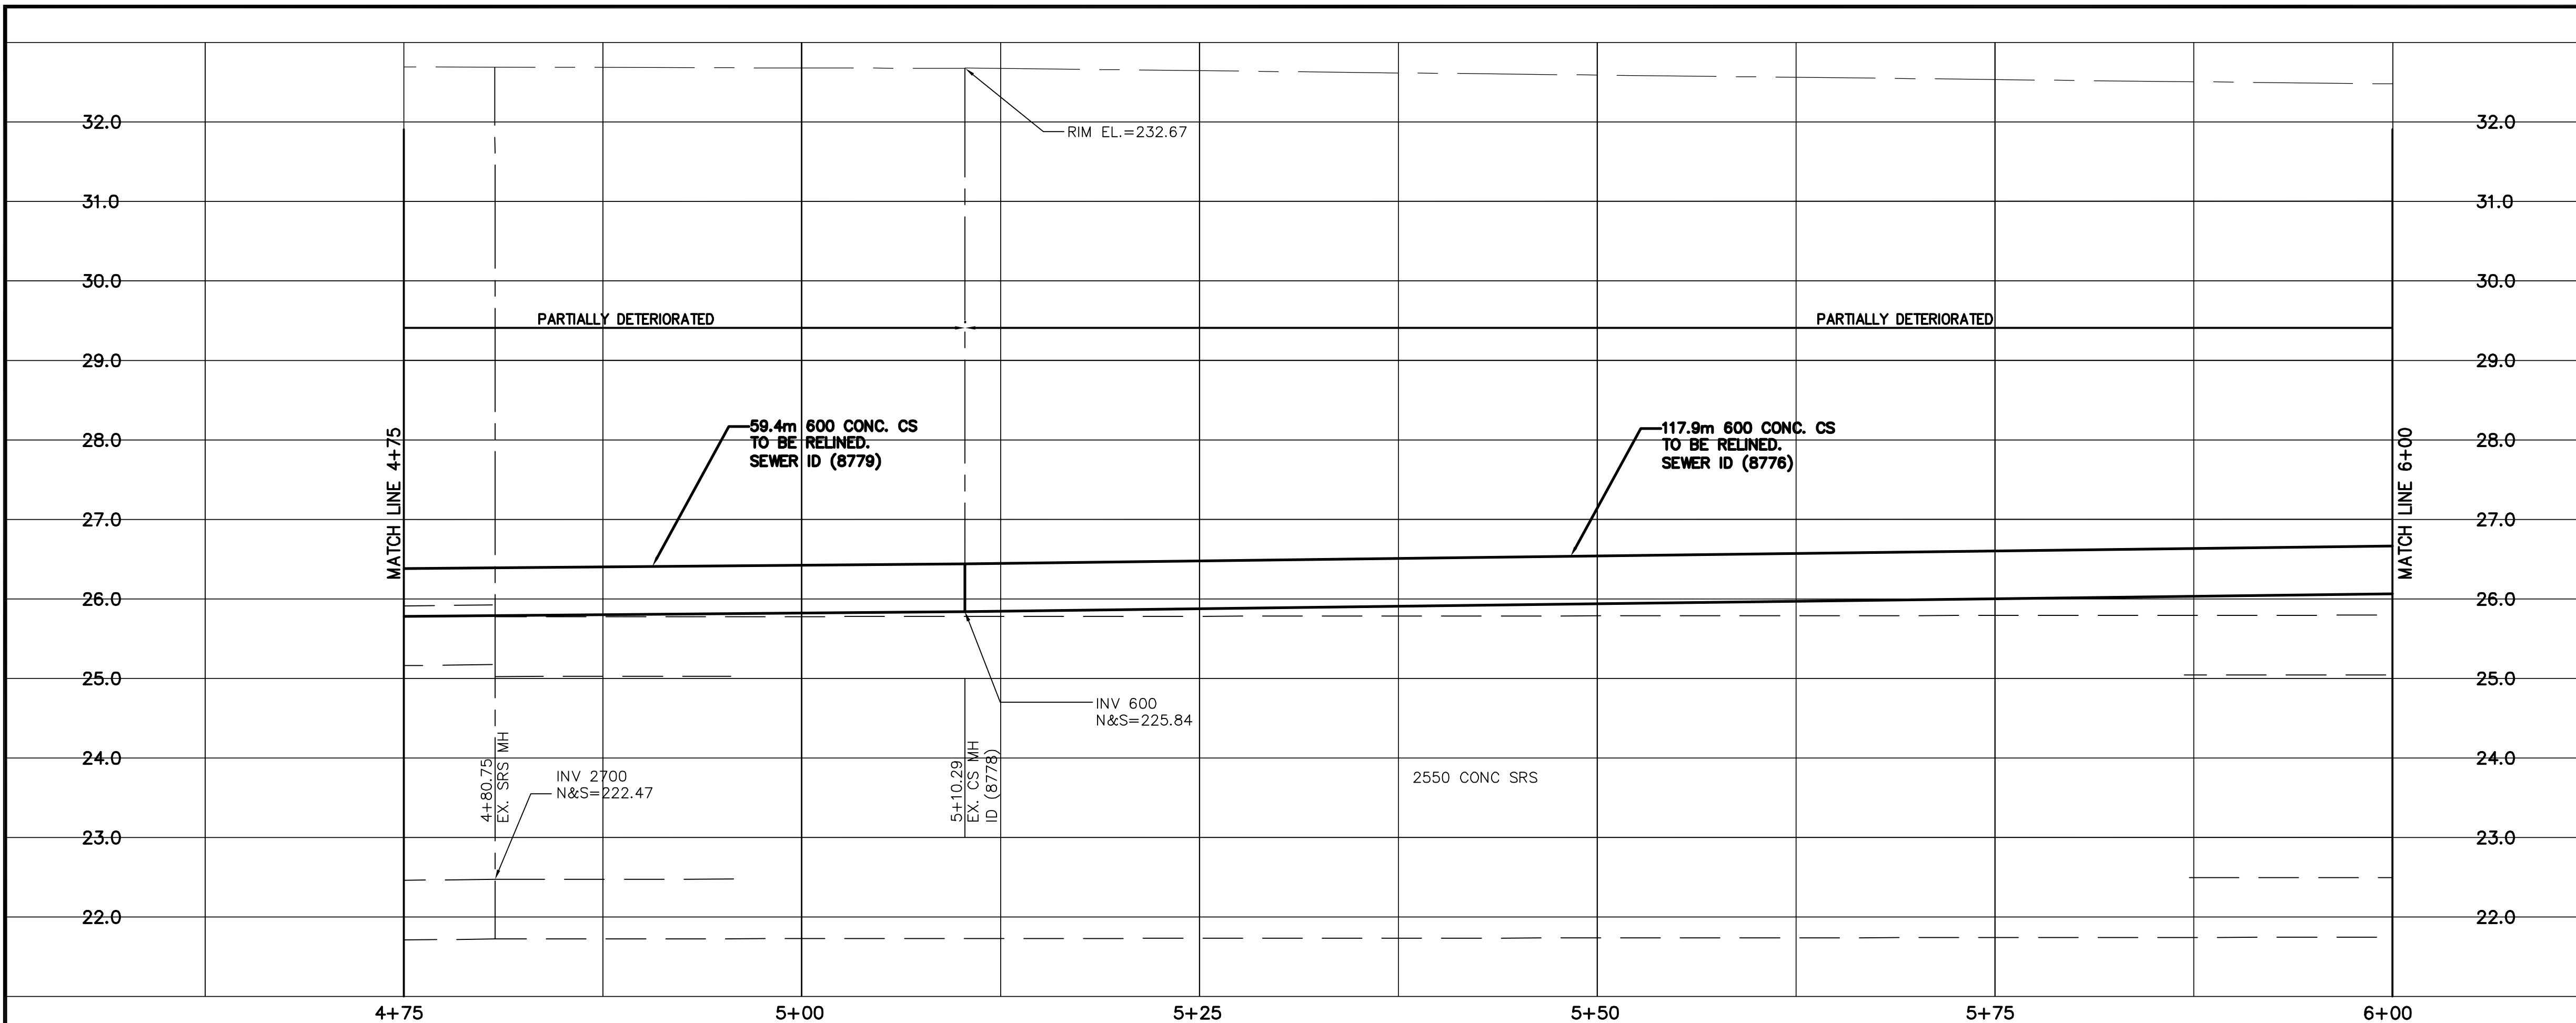 RIM EL.=232.67
32.0
32.0
31.0
31.0
30.0
30.0
PARTIALLY DETERIORATED
PARTIALLY DETERIORATED
29.0
29.0
59.4m 600 CONC. CS
TO BE RELINED.
SEWER ID (8779)
117.9m 600 CONC. CS
TO BE RELINED.
SEWER ID (8776)
28.0
28.0
MATCH LINE 4+75
MATCH LINE 6+00
27.0
27.0
26.0
26.0
25.0
25.0
INV 600
N&S=225.84
24.0
24.0
4+80.75
EX. SRS MH
INV 2700
N&S=222.47
5+10.29
EX. CS MH
ID (8778)
2550 CONC SRS
23.0
23.0
22.0
22.0
4+75
5+00
5+25
5+50
5+75
6+00